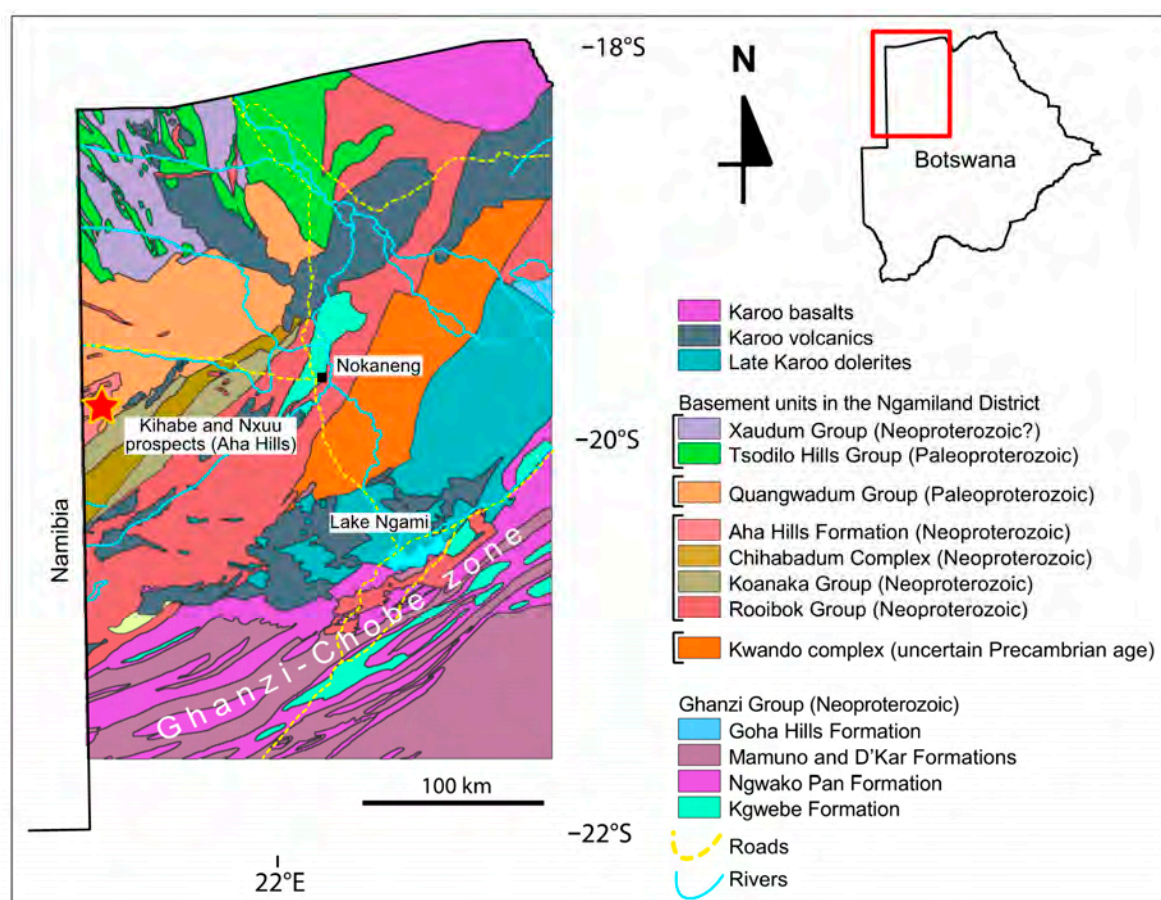 −18°S
N
Botswana
Nokaneng
Kihabe and Nxuu
prospects (Aha Hills)
−20°S
Namibia
Lake Ngami
Ghanzi-Chobe zone
100 km
−22°S
22°E
Karoo basalts
Karoo volcanics
Late Karoo dolerites
Basement units in the Ngamiland District
Xaudum Group (Neoproterozoic?)
Tsodilo Hills Group (Paleoproterozoic)
Quangwadum Group (Paleoproterozoic)
Aha Hills Formation (Neoproterozoic)
Chihabadum Complex (Neoproterozoic)
Koanaka Group (Neoproterozoic)
Rooibok Group (Neoproterozoic)
Kwando complex (uncertain Precambrian age)
Ghanzi Group (Neoproterozoic)
Goha Hills Formation
Mamuno and D'Kar Formations
Ngwako Pan Formation
Kgwebe Formation
Roads
Rivers